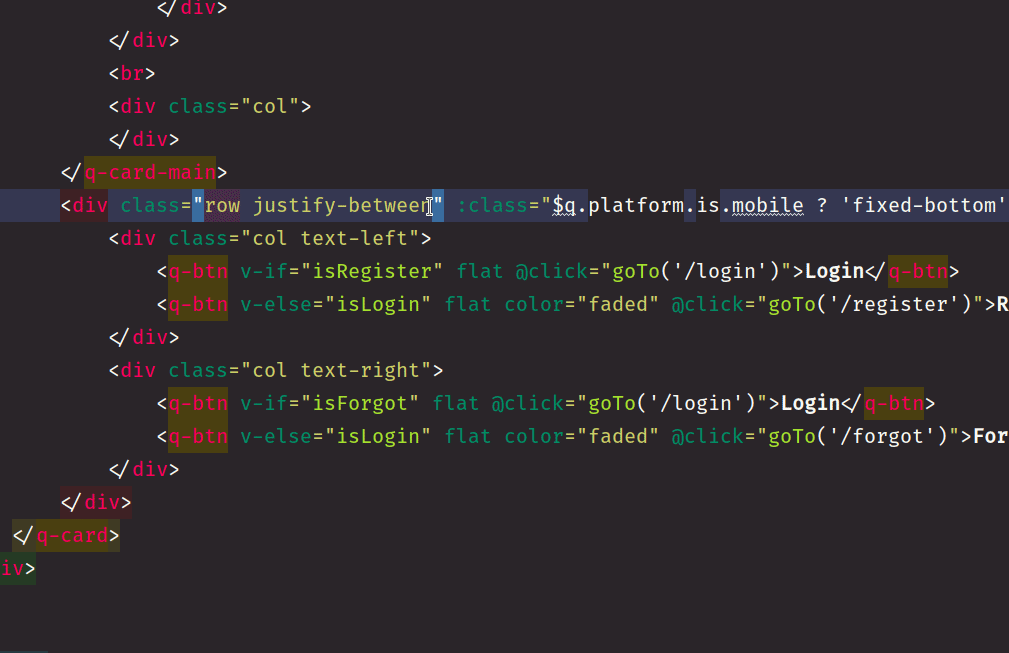 </div>
</div>
<br>
<div class="col">
</div>
</q-card-main>
<div class="row justify-between" :class="$q.platform.is.mobile ? 'fixed-bottom'
<div class="col text-left">
<q-btn v-if="isRegister" flat @click="goTo('/login')">Login</q-btn>
<q-btn v-else="isLogin" flat color="faded" @click="goTo('/register')">R
</div>
<div class="col text-right">
<q-btn v-if="isForgot" flat @click="goTo('/login')">Login</q-btn>
<q-btn v-else="isLogin" flat color="faded" @click="goTo('/forgot')">For
</div>
</div>
</q-card>
iv>